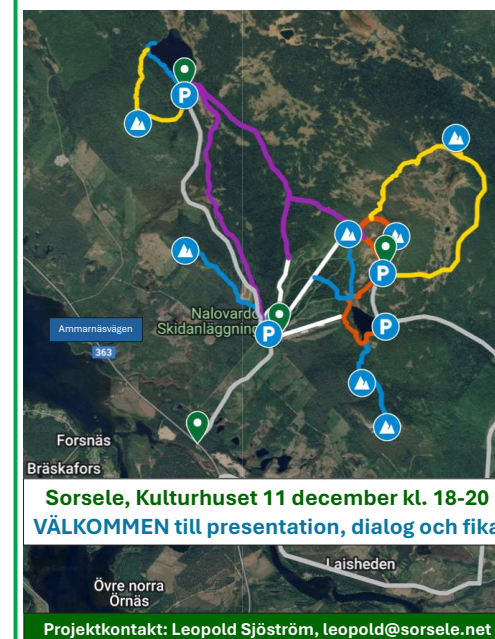 P
Nalovardo
Skidanläggning
P
P
P
Ammarnäsvägen
363
Forsnäs
Bräskafors
Sorsele, Kulturhuset 11 december kl. 18-20
VÄLKOMMEN till presentation, dialog och fika
Laisheden
Övre norra
Örnäs
Projektkontakt: Leopold Sjöström, leopold@sorsele.net